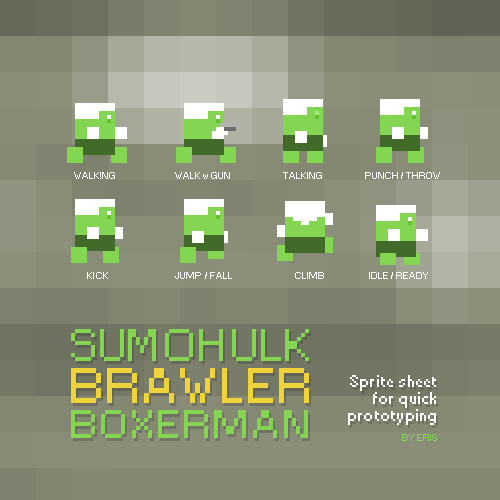 WALKING WALK w GUN TALKING PUNCH / THROW
KICK JUMP / FALL CLIMB IDLE / READY
SUMOHULK
BRAWLER
BOXERMAN
Sprite sheet
for quick
prototyping
BY ERIS